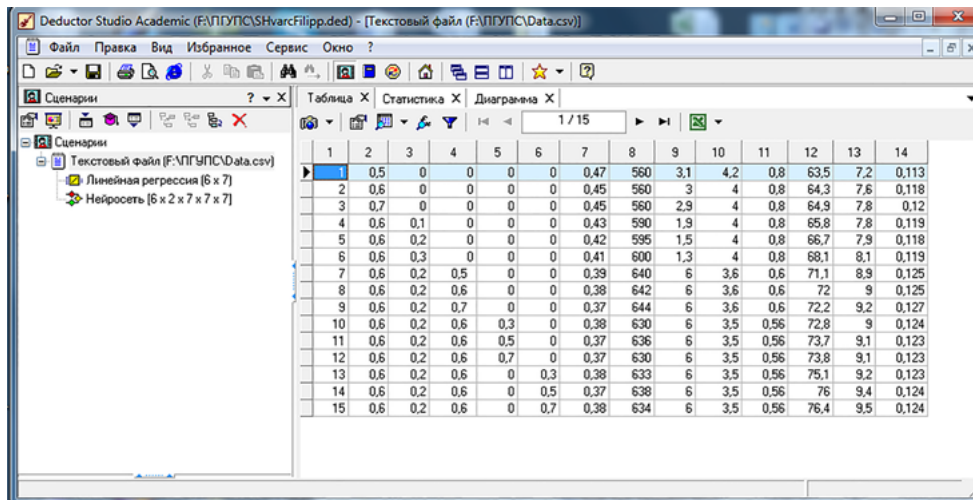 Deductor Studio Academic (F:\ПГУПС\SHvarcFilipp.ded) - [Текстовый файл (F:\ПГУПС\Data.csv)]
Файл Правка Вид Избранное Сервис Окно ?
Сценарии ? X
Таблица X Статистика X Диаграмма X
1 / 15
Сценарии
Текстовый файл (F:\ПГУПС\Data.csv)
Линейная регрессия [6 x 7]
Нейросеть [6 x 2 x 7 x 7 x 7]
1 2 3 4 5 6 7 8 9 10 11 12 13 14
1 0,5 0 0 0 0 0,47 560 3,1 4,2 0,8 63,5 7,2 0,113
2 0,6 0 0 0 0 0,45 560 3 4 0,8 64,3 7,6 0,118
3 0,7 0 0 0 0 0,45 560 2,9 4 0,8 64,9 7,8 0,12
4 0,6 0,1 0 0 0 0,43 590 1,9 4 0,8 65,8 7,8 0,119
5 0,6 0,2 0 0 0 0,42 595 1,5 4 0,8 66,7 7,9 0,118
6 0,6 0,3 0 0 0 0,41 600 1,3 4 0,8 68,1 8,1 0,119
7 0,6 0,2 0,5 0 0 0,39 640 6 3,6 0,6 71,1 8,9 0,125
8 0,6 0,2 0,6 0 0 0,38 642 6 3,6 0,6 72 9 0,125
9 0,6 0,2 0,7 0 0 0,37 644 6 3,6 0,6 72,2 9,2 0,127
10 0,6 0,2 0,6 0,3 0 0,38 630 6 3,5 0,56 72,8 9 0,124
11 0,6 0,2 0,6 0,5 0 0,37 636 6 3,5 0,56 73,7 9,1 0,123
12 0,6 0,2 0,6 0,7 0 0,37 630 6 3,5 0,56 73,8 9,1 0,123
13 0,6 0,2 0,6 0 0,3 0,38 633 6 3,5 0,56 75,1 9,2 0,123
14 0,6 0,2 0,6 0 0,5 0,37 638 6 3,5 0,56 76 9,4 0,124
15 0,6 0,2 0,6 0 0,7 0,38 634 6 3,5 0,56 76,4 9,5 0,124